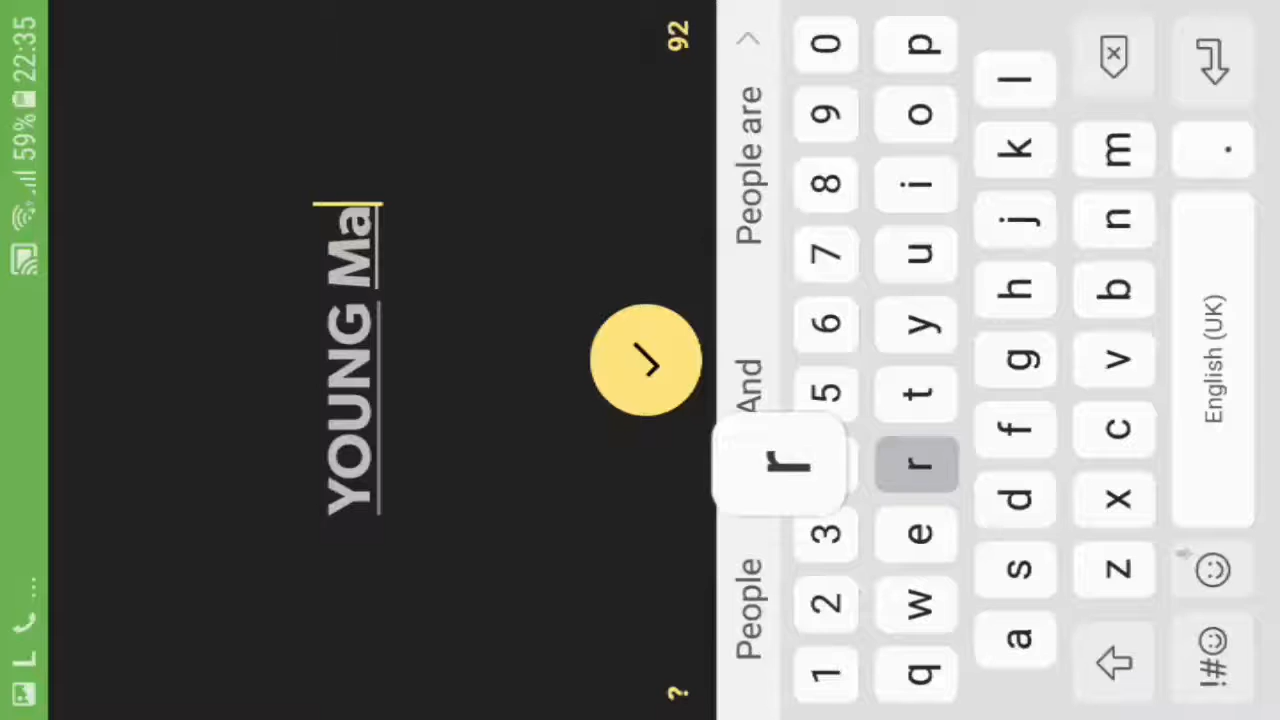 L ... 59% 22:35
YOUNG Ma
? 92
People And People are
1 2 3 5 6 7 8 9 0
r
q w e r t y u i o p
a s d f g h j k l
z x c v b n m
!#☺ English (UK) .